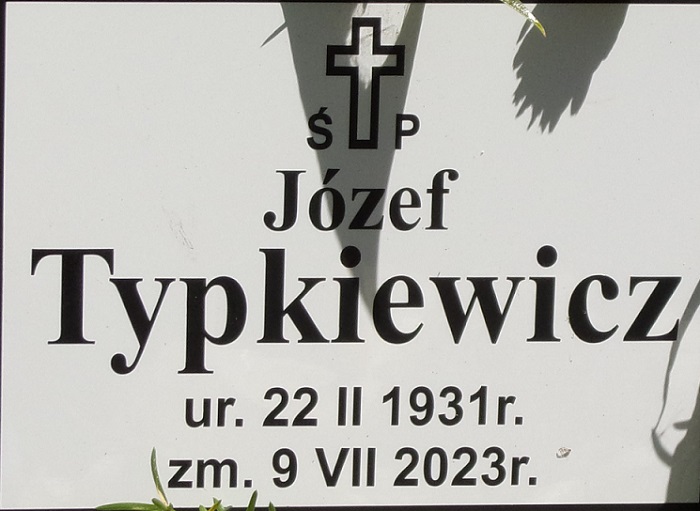 Ś P
Józef
Typkiewicz
ur. 22 II 1931r.
zm. 9 VII 2023r.